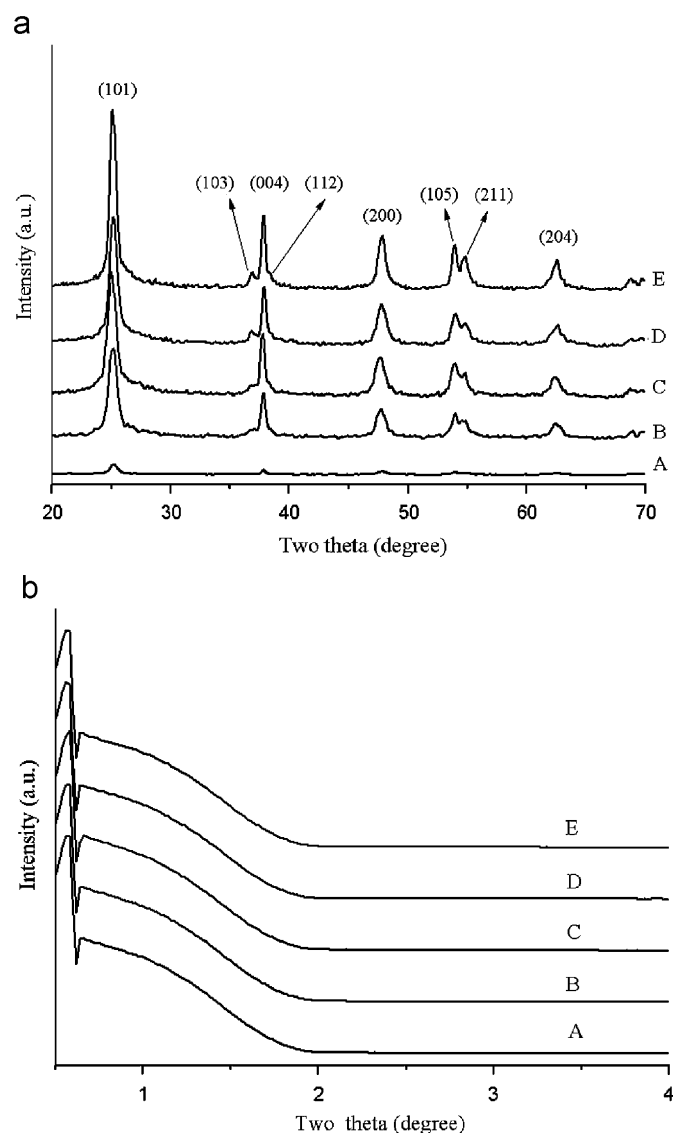 a
(101)
(103) (004) (112)
(200)
(105) (211)
(204)
Intensity (a.u.)
E
D
C
B
A
20 30 40 50 60 70
Two theta (degree)
b
Intensity (a.u.)
E
D
C
B
A
1 2 3 4
Two theta (degree)